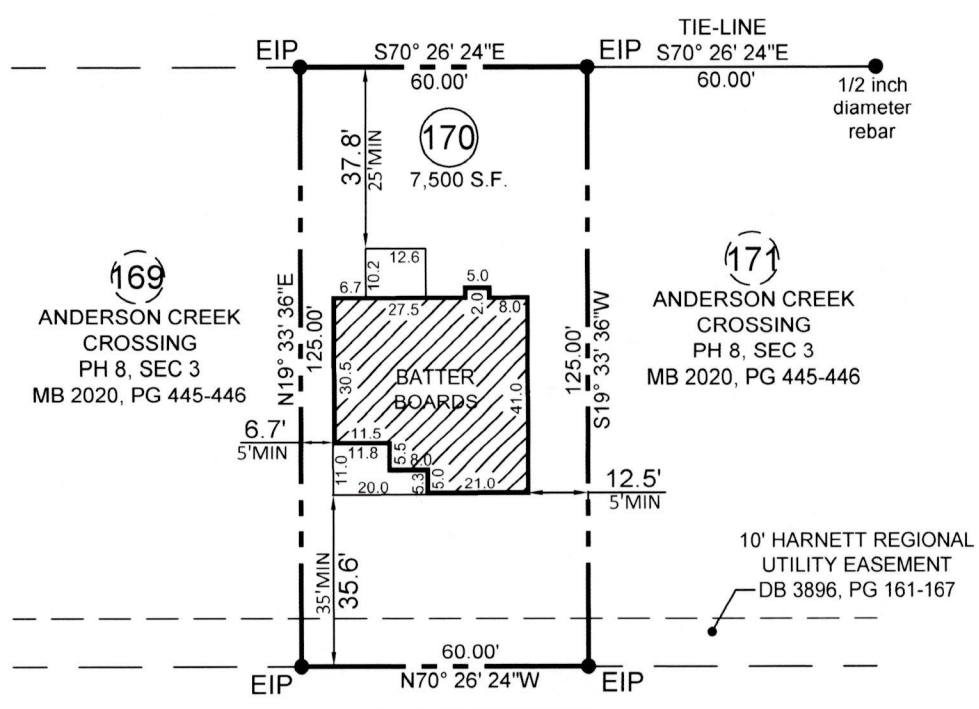 TIE-LINE
EIP S70° 26' 24"E EIP S70° 26' 24"E
60.00' 60.00'
1/2 inch
diameter
rebar
37.8'
25'MIN
170
7,500 S.F.
169
ANDERSON CREEK
CROSSING
PH 8, SEC 3
MB 2020, PG 445-446
171
ANDERSON CREEK
CROSSING
PH 8, SEC 3
MB 2020, PG 445-446
N19° 33' 36"E
125.00'
125.00'
S19° 33' 36"W
12.6
10.2
6.7
5.0
27.5
2.0
8.0
30.5
BATTER
BOARDS
41.0
6.7'
5'MIN
11.5
11.8
5.5
8.0
11.0
20.0
5.3
5.0
21.0
12.5'
5'MIN
35'MIN
35.6'
10' HARNETT REGIONAL
UTILITY EASEMENT
DB 3896, PG 161-167
60.00'
EIP N70° 26' 24"W EIP